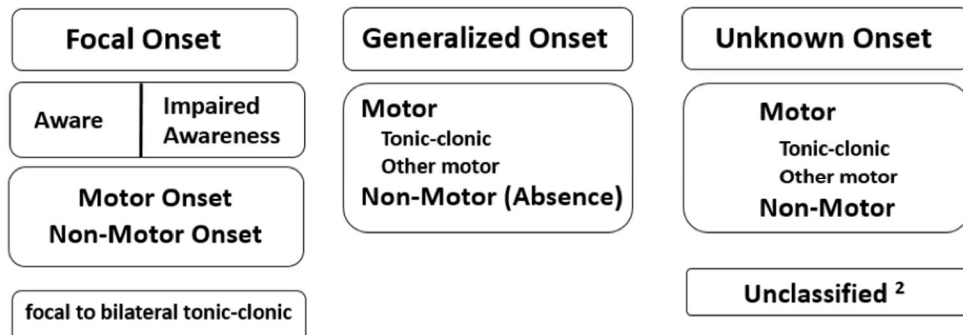 Focal Onset
Aware
Impaired
Awareness
Motor Onset
Non-Motor Onset
focal to bilateral tonic-clonic
Generalized Onset
Motor
Tonic-clonic
Other motor
Non-Motor (Absence)
Unknown Onset
Motor
Tonic-clonic
Other motor
Non-Motor
Unclassified ²